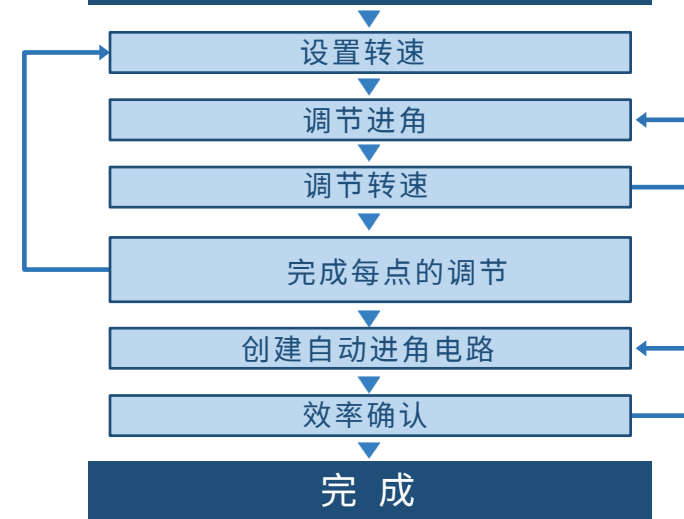 设置转速
调节进角
调节转速
完成每点的调节
创建自动进角电路
效率确认
完 成